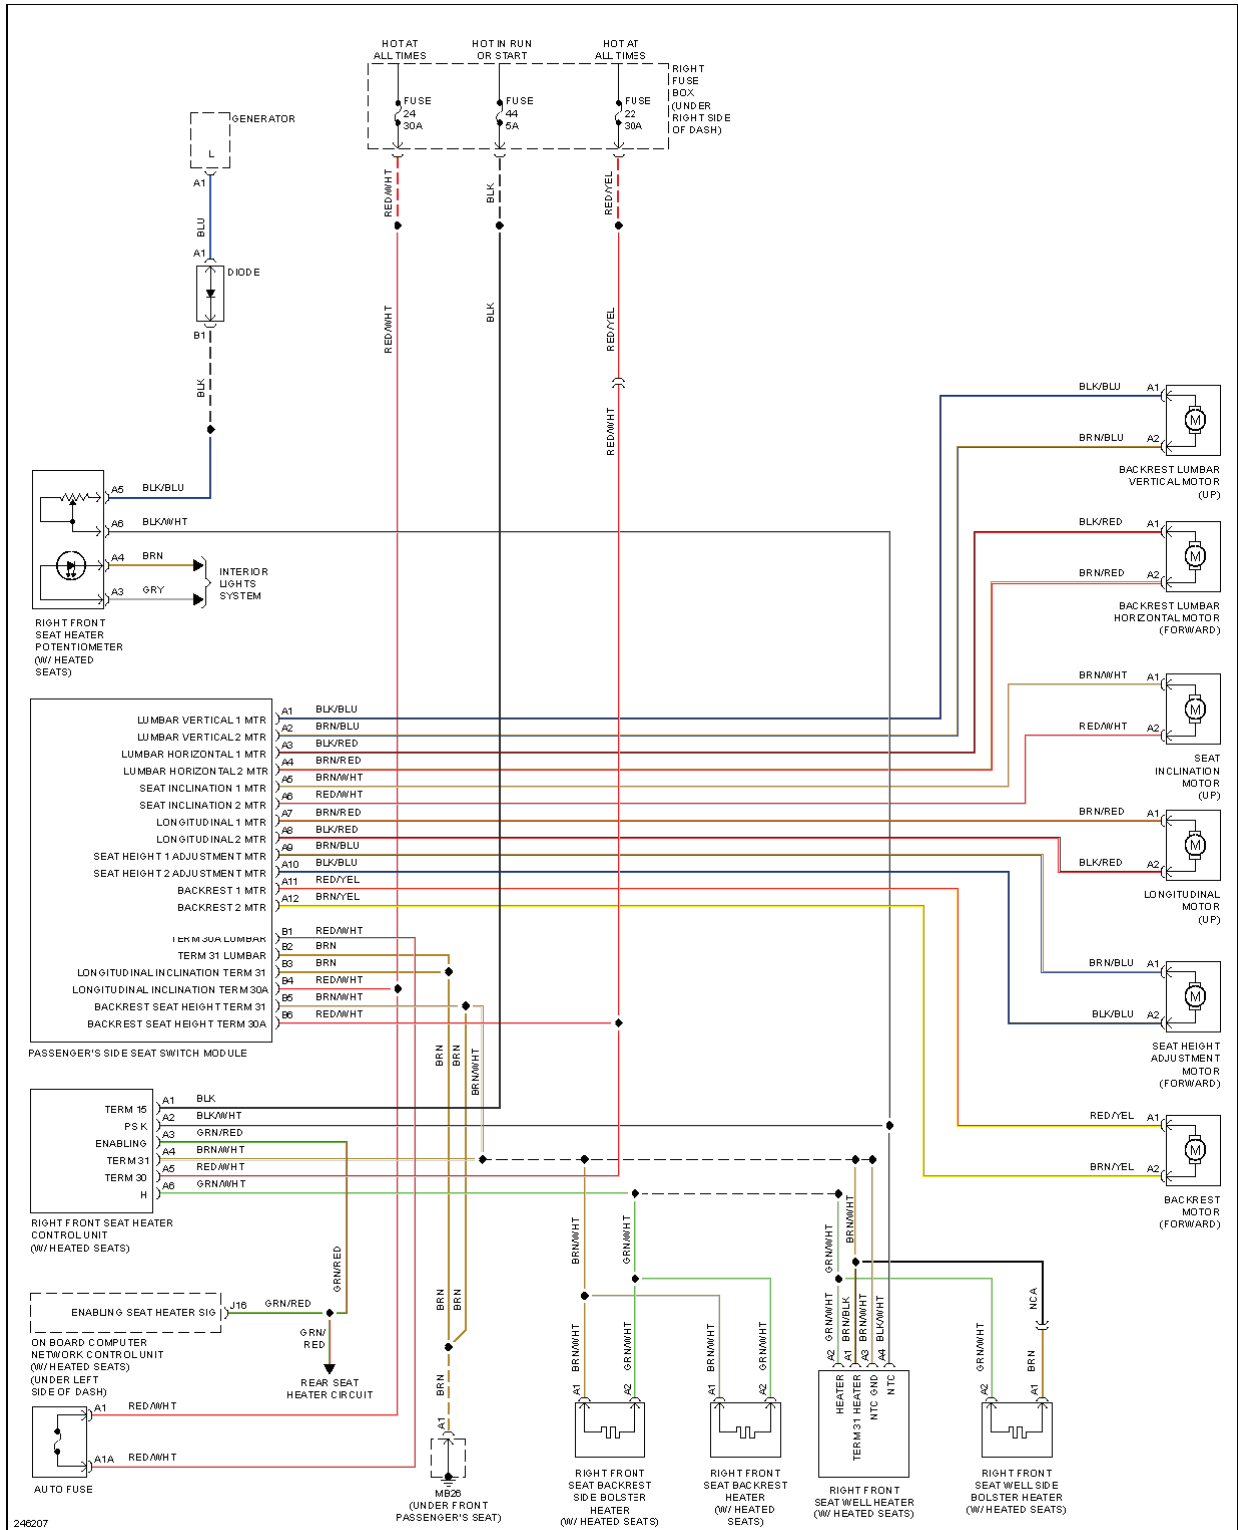 HOT AT
ALL TIMES
HOT IN RUN
OR START
HOT AT
ALL TIMES
RIGHT
FUSE
BOX
(UNDER
RIGHT SIDE
OF DASH)
FUSE
24
30A
FUSE
44
5A
FUSE
22
30A
GENERATOR
L
A1
BLU
A1
DIODE
B1
BLK
RED/WHT
BLK
RED/YEL
RED/WHT
BLK
RED/YEL
RED/WHT
A5 BLK/BLU
A6 BLK/WHT
A4 BRN
A3 GRY
INTERIOR
LIGHTS
SYSTEM
RIGHT FRONT
SEAT HEATER
POTENTIOMETER
(W/ HEATED
SEATS)
BLK/BLU A1
M
BRN/BLU A2
BACKREST LUMBAR
VERTICAL MOTOR
(UP)
BLK/RED A1
M
BRN/RED A2
BACKREST LUMBAR
HORIZONTAL MOTOR
(FORWARD)
BRN/WHT A1
M
RED/WHT A2
SEAT
INCLINATION
MOTOR
(UP)
BRN/RED A1
M
BLK/RED A2
LONGITUDINAL
MOTOR
(UP)
BRN/BLU A1
M
BLK/BLU A2
SEAT HEIGHT
ADJUSTMENT
MOTOR
(FORWARD)
RED/YEL A1
M
BRN/YEL A2
BACKREST
MOTOR
(FORWARD)
LUMBAR VERTICAL 1 MTR A1 BLK/BLU
LUMBAR VERTICAL 2 MTR A2 BRN/BLU
LUMBAR HORIZONTAL 1 MTR A3 BLK/RED
LUMBAR HORIZONTAL 2 MTR A4 BRN/RED
SEAT INCLINATION 1 MTR A5 BRN/WHT
SEAT INCLINATION 2 MTR A6 RED/WHT
LONGITUDINAL 1 MTR A7 BRN/RED
LONGITUDINAL 2 MTR A8 BLK/RED
SEAT HEIGHT 1 ADJUSTMENT MTR A9 BRN/BLU
SEAT HEIGHT 2 ADJUSTMENT MTR A10 BLK/BLU
BACKREST 1 MTR A11 RED/YEL
BACKREST 2 MTR A12 BRN/YEL
TERM 30A LUMBAR B1 RED/WHT
TERM 31 LUMBAR B2 BRN
LONGITUDINAL INCLINATION TERM 31 B3 BRN
LONGITUDINAL INCLINATION TERM 30A B4 RED/WHT
BACKREST SEAT HEIGHT TERM 31 B5 BRN/WHT
BACKREST SEAT HEIGHT TERM 30A B6 RED/WHT
PASSENGER'S SIDE SEAT SWITCH MODULE
BRN
BRN
BRN/WHT
TERM 15 A1 BLK
PS K A2 BLK/WHT
ENABLING A3 GRN/RED
TERM 31 A4 BRN/WHT
TERM 30 A5 RED/WHT
H A6 GRN/WHT
RIGHT FRONT SEAT HEATER
CONTROL UNIT
(W/ HEATED SEATS)
GRN/RED
ENABLING SEAT HEATER SIG J16 GRN/RED
ON BOARD COMPUTER
NETWORK CONTROL UNIT
(W/ HEATED SEATS)
(UNDER LEFT
SIDE OF DASH)
GRN/
RED
REAR SEAT
HEATER CIRCUIT
A1 RED/WHT
A1A RED/WHT
AUTO FUSE
BRN
BRN
BRN
A1
MB26
(UNDER FRONT
PASSENGER'S SEAT)
BRN/WHT
GRN/WHT
BRN/WHT
GRN/WHT
A1
A2
RIGHT FRONT
SEAT BACKREST
SIDE BOLSTER
HEATER
(W/ HEATED SEATS)
BRN/WHT
GRN/WHT
A1
A2
RIGHT FRONT
SEAT BACKREST
HEATER
(W/ HEATED
SEATS)
GRN/WHT
BRN/WHT
GRN/WHT
BRN/BLK
BRN/WHT
BLK/WHT
A2
A1
A3
A4
HEATER
TERM 31 HEATER
NTC GND
NTC
RIGHT FRONT
SEAT WELL HEATER
(W/ HEATED SEATS)
NCA
GRN/WHT
BRN
A2
A1
RIGHT FRONT
SEAT WELL SIDE
BOLSTER HEATER
(W/ HEATED SEATS)
246207